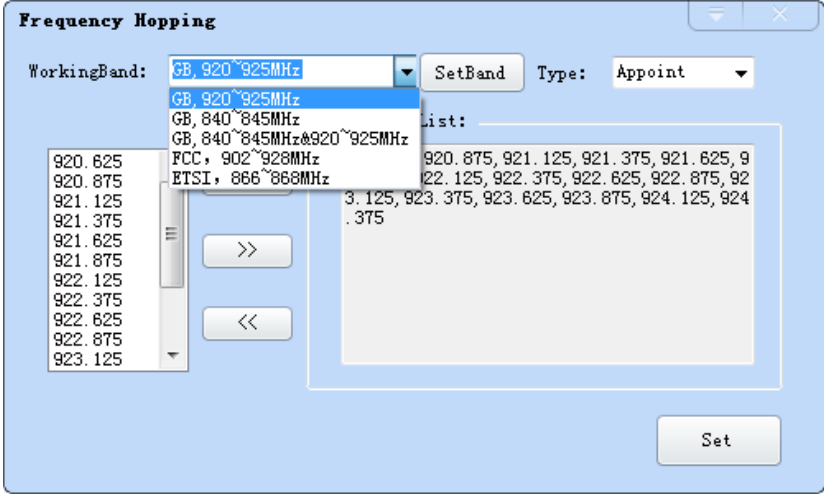 Frequency Hopping
WorkingBand: GB, 920~925MHz SetBand Type: Appoint
GB, 920~925MHz
GB, 840~845MHz
GB, 840~845MHz&920~925MHz
FCC, 902~928MHz
ETSI, 866~868MHz
List:
920.625
920.875
921.125
921.375
921.625
921.875
922.125
922.375
922.625
922.875
923.125
>>
<<
920.875, 921.125, 921.375, 921.625, 9
22.125, 922.375, 922.625, 922.875, 92
3.125, 923.375, 923.625, 923.875, 924.125, 924
.375
Set